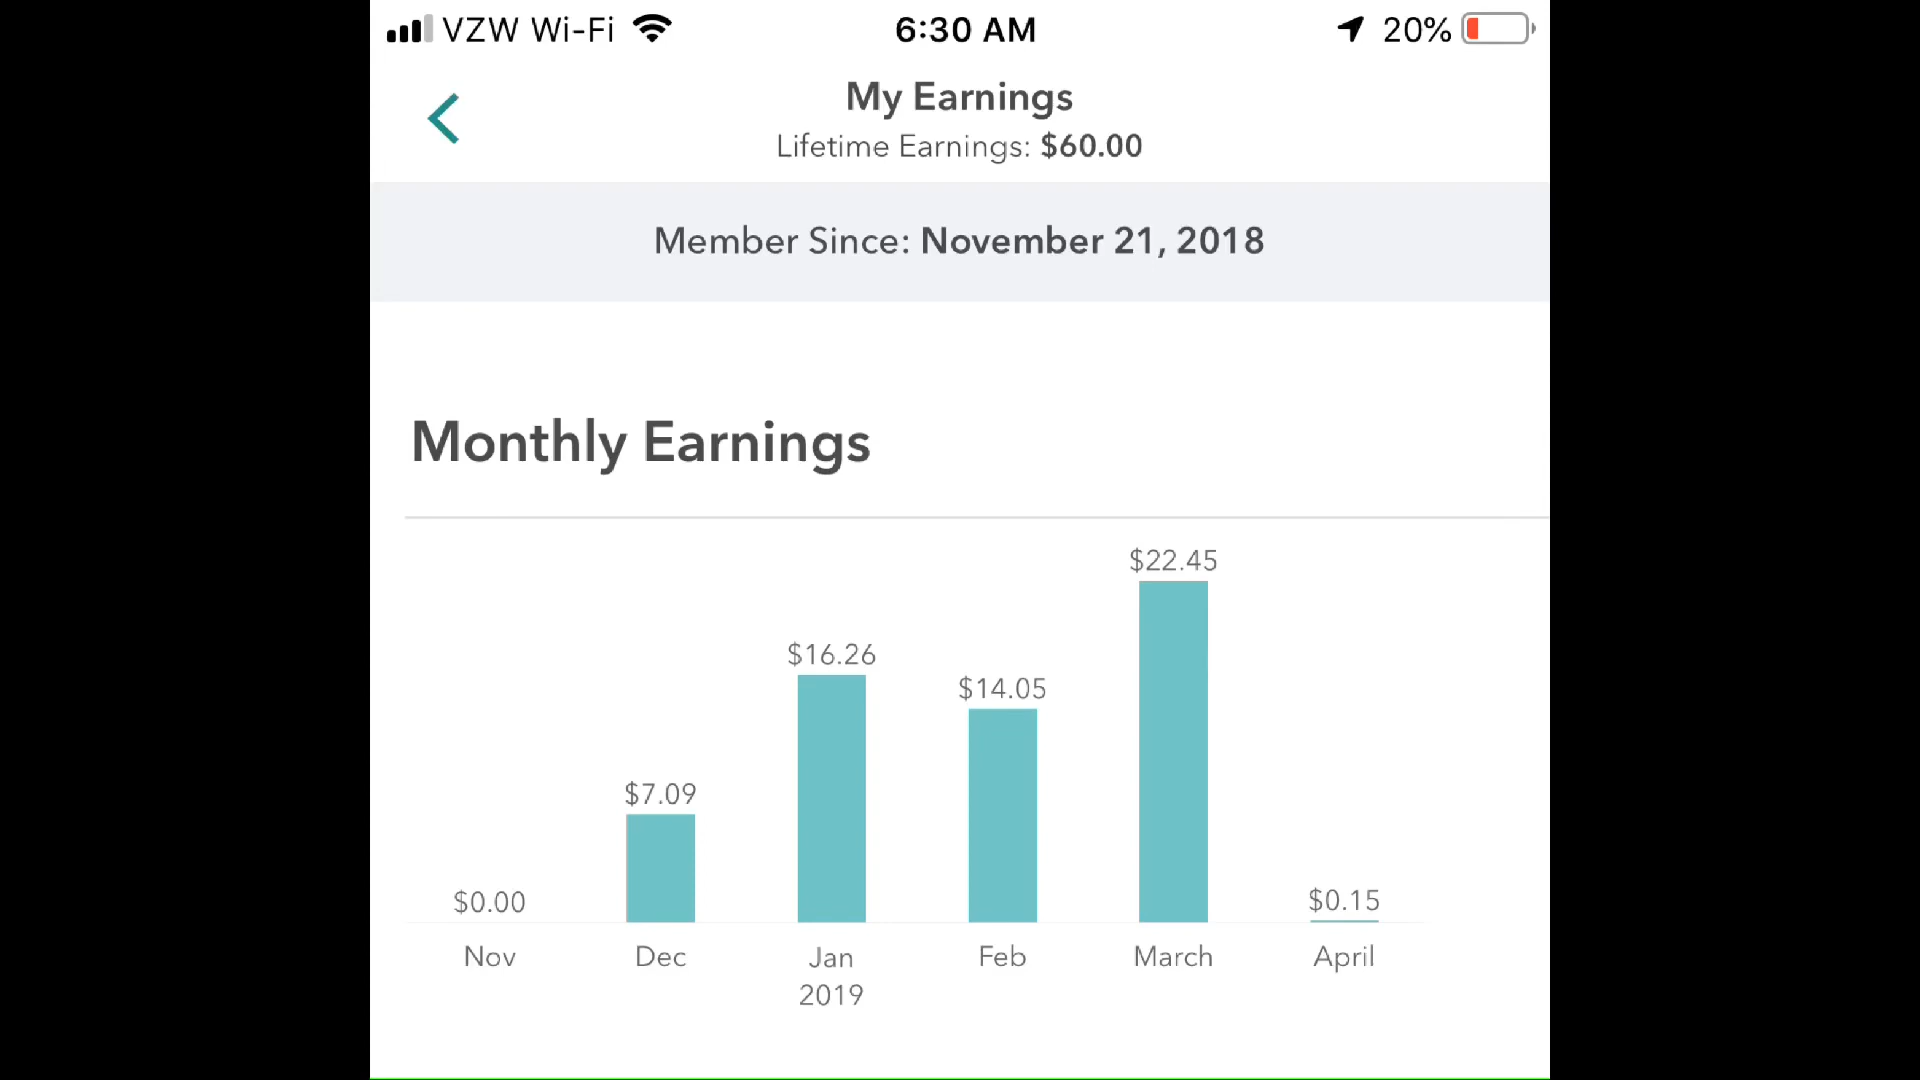 VZW Wi-Fi 6:30 AM 20%
My Earnings
Lifetime Earnings: $60.00
Member Since: November 21, 2018
Monthly Earnings
$22.45
$16.26
$14.05
$7.09
$0.00 $0.15
Nov Dec Jan Feb March April
2019